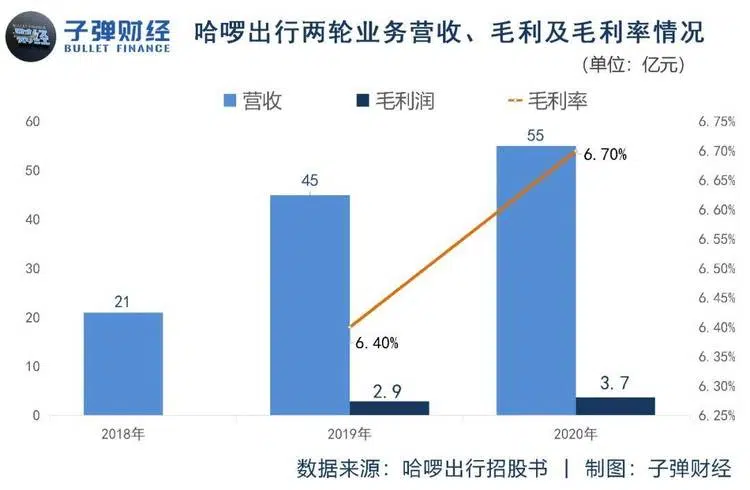 子弹财经
BULLET FINANCE
哈啰出行两轮业务营收、毛利及毛利率情况
（单位：亿元）
营收 毛利润 毛利率
60 6.75%
55
6.70%
50 6.70%
6.65%
45
40 6.60%
6.55%
30 6.50%
6.45%
21
20 6.40%
6.40%
6.35%
10 6.30%
2.9 3.7
0 6.25%
2018年 2019年 2020年
数据来源：哈啰出行招股书 | 制图：子弹财经